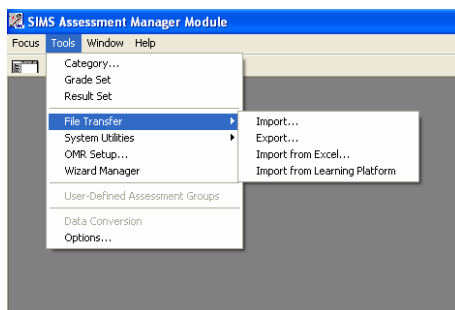 SIMS Assessment Manager Module
Focus Tools Window Help
Category...
Grade Set
Result Set
File Transfer
System Utilities
OMR Setup...
Wizard Manager
User-Defined Assessment Groups
Data Conversion
Options...
Import...
Export...
Import from Excel...
Import from Learning Platform